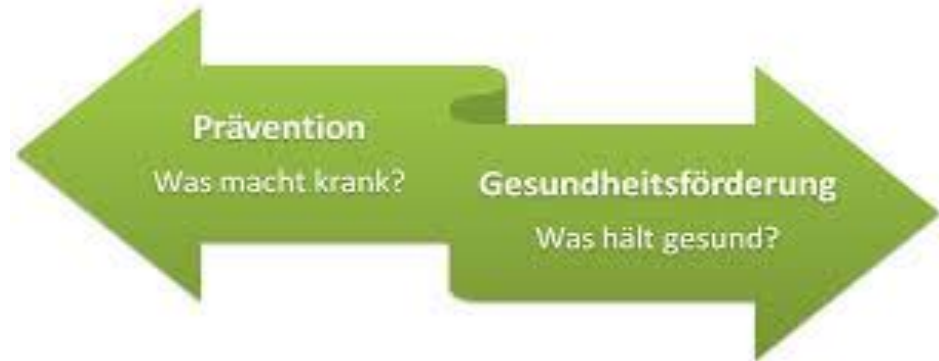 Prävention
Was macht krank?
Gesundheitsförderung
Was hält gesund?